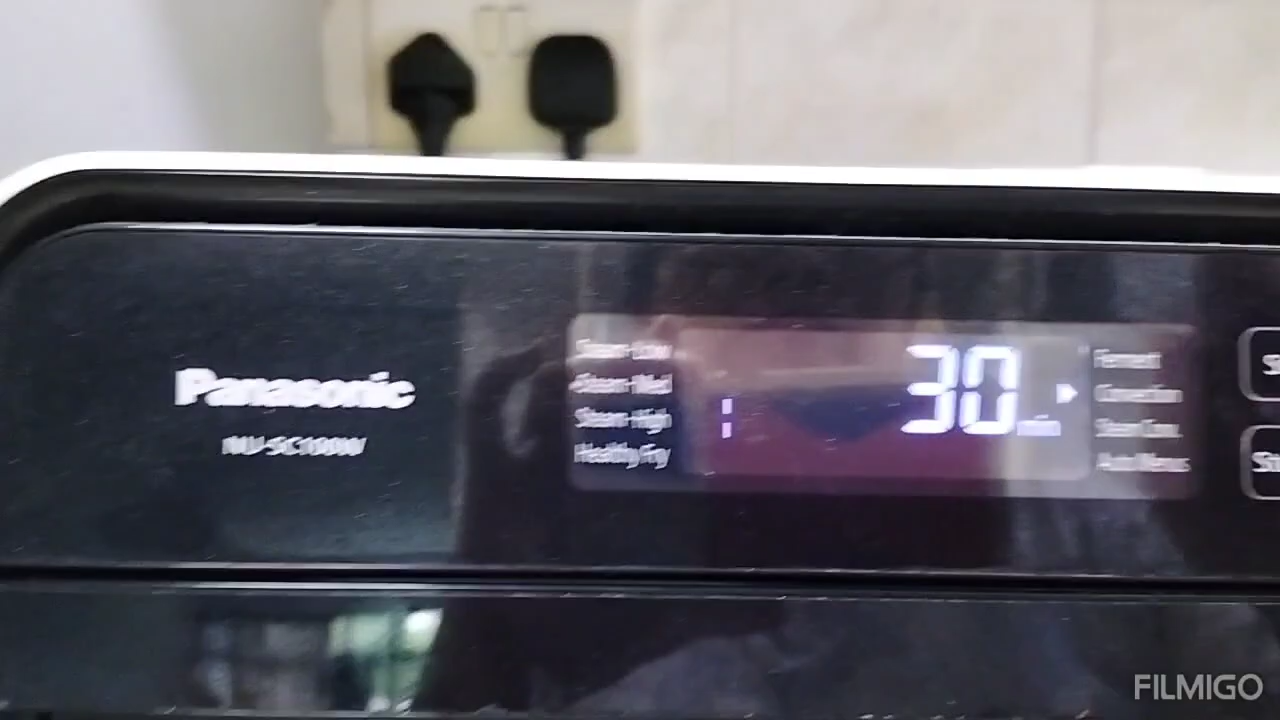 Panasonic
NU-SC180W
Steam-Low
Steam-Med
Steam-High
Healthy Fry
30
min
Ferment
Convection
Steam Conv.
Auto Menus
FILMIGO